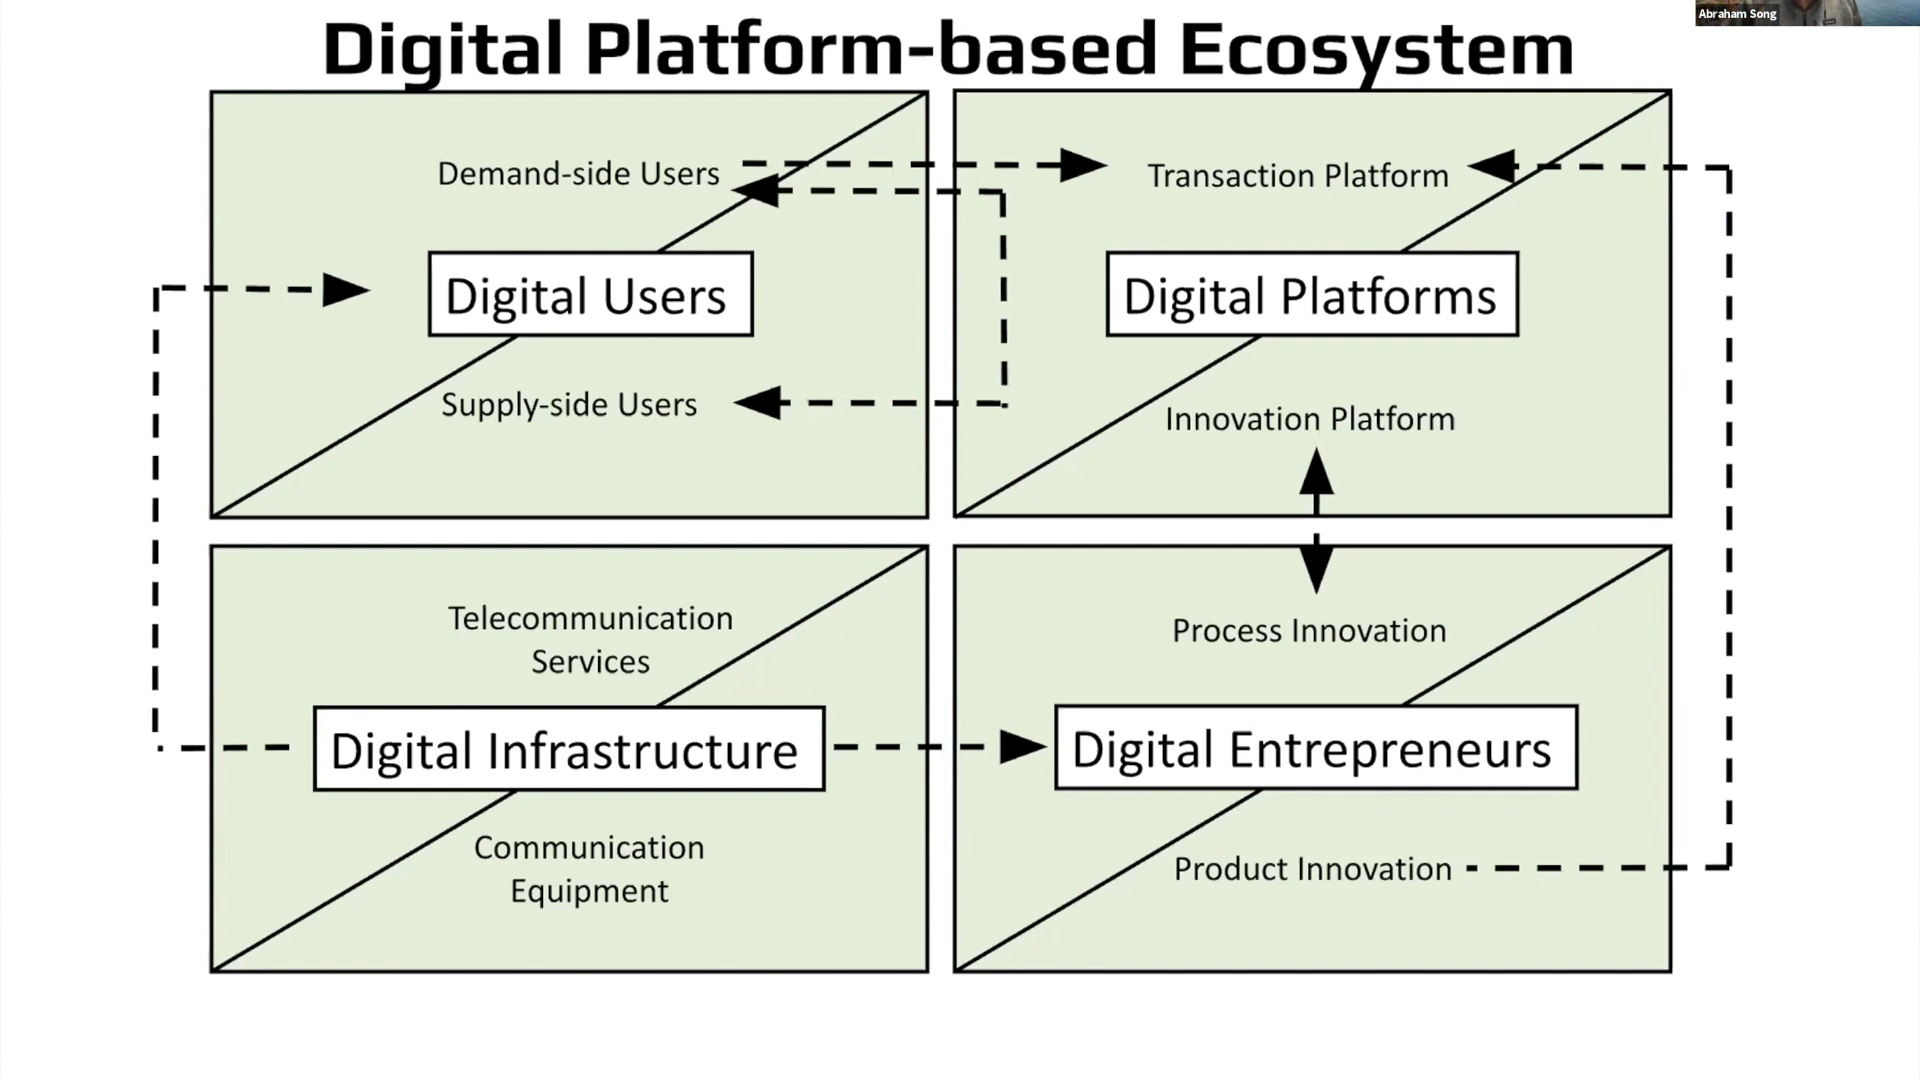 Abraham Song
Digital Platform-based Ecosystem
Demand-side Users
Digital Users
Supply-side Users
Transaction Platform
Digital Platforms
Innovation Platform
Telecommunication
Services
Digital Infrastructure
Communication
Equipment
Process Innovation
Digital Entrepreneurs
Product Innovation